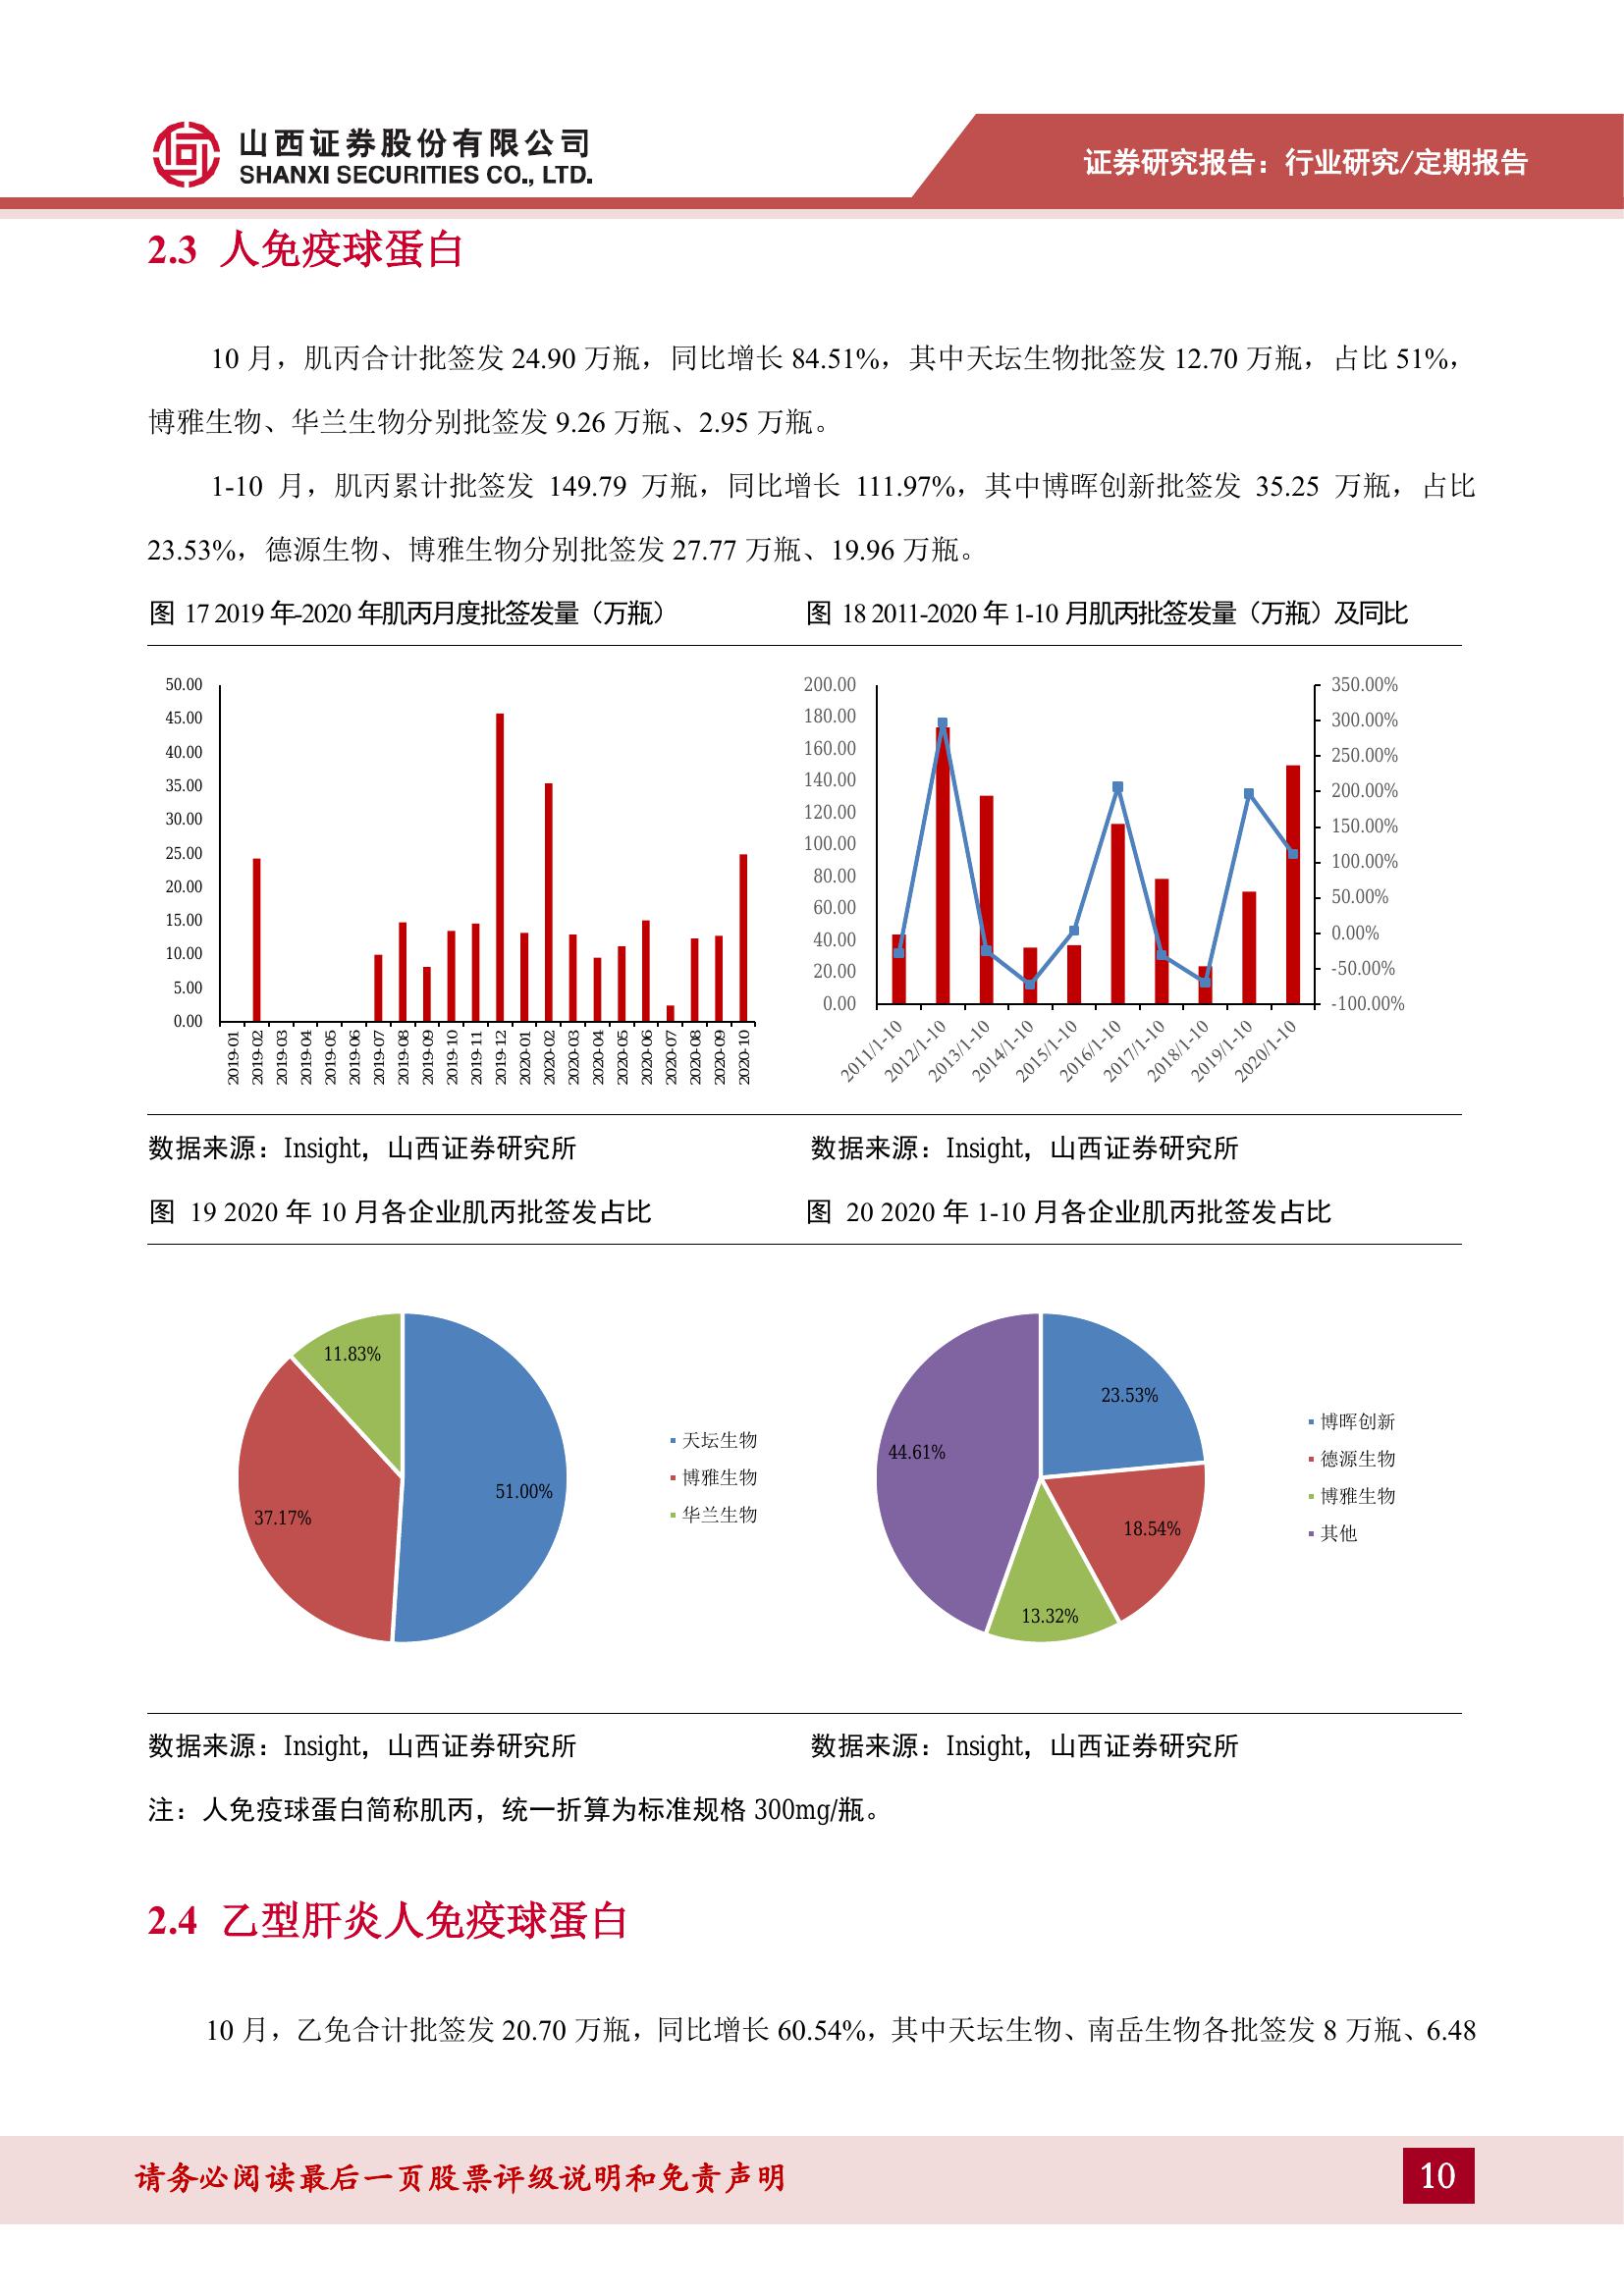 山西证券股份有限公司
SHANXI SECURITIES CO., LTD.
证券研究报告：行业研究/定期报告
2.3 人免疫球蛋白
10 月，肌丙合计批签发 24.90 万瓶，同比增长 84.51%，其中天坛生物批签发 12.70 万瓶，占比 51%，
博雅生物、华兰生物分别批签发 9.26 万瓶、2.95 万瓶。
1-10 月，肌丙累计批签发 149.79 万瓶，同比增长 111.97%，其中博晖创新批签发 35.25 万瓶，占比
23.53%，德源生物、博雅生物分别批签发 27.77 万瓶、19.96 万瓶。
图 17 2019 年-2020 年肌丙月度批签发量（万瓶）
50.00
45.00
40.00
35.00
30.00
25.00
20.00
15.00
10.00
5.00
0.00
2019-01
2019-02
2019-03
2019-04
2019-05
2019-06
2019-07
2019-08
2019-09
2019-10
2019-11
2019-12
2020-01
2020-02
2020-03
2020-04
2020-05
2020-06
2020-07
2020-08
2020-09
2020-10
数据来源：Insight，山西证券研究所
图 18 2011-2020 年 1-10 月肌丙批签发量（万瓶）及同比
200.00
180.00
160.00
140.00
120.00
100.00
80.00
60.00
40.00
20.00
0.00
350.00%
300.00%
250.00%
200.00%
150.00%
100.00%
50.00%
0.00%
-50.00%
-100.00%
2011/1-10
2012/1-10
2013/1-10
2014/1-10
2015/1-10
2016/1-10
2017/1-10
2018/1-10
2019/1-10
2020/1-10
数据来源：Insight，山西证券研究所
图 19 2020 年 10 月各企业肌丙批签发占比
11.83%
51.00%
37.17%
天坛生物
博雅生物
华兰生物
数据来源：Insight，山西证券研究所
图 20 2020 年 1-10 月各企业肌丙批签发占比
23.53%
44.61%
18.54%
13.32%
博晖创新
德源生物
博雅生物
其他
数据来源：Insight，山西证券研究所
注：人免疫球蛋白简称肌丙，统一折算为标准规格 300mg/瓶。
2.4 乙型肝炎人免疫球蛋白
10 月，乙免合计批签发 20.70 万瓶，同比增长 60.54%，其中天坛生物、南岳生物各批签发 8 万瓶、6.48
请务必阅读最后一页股票评级说明和免责声明
10